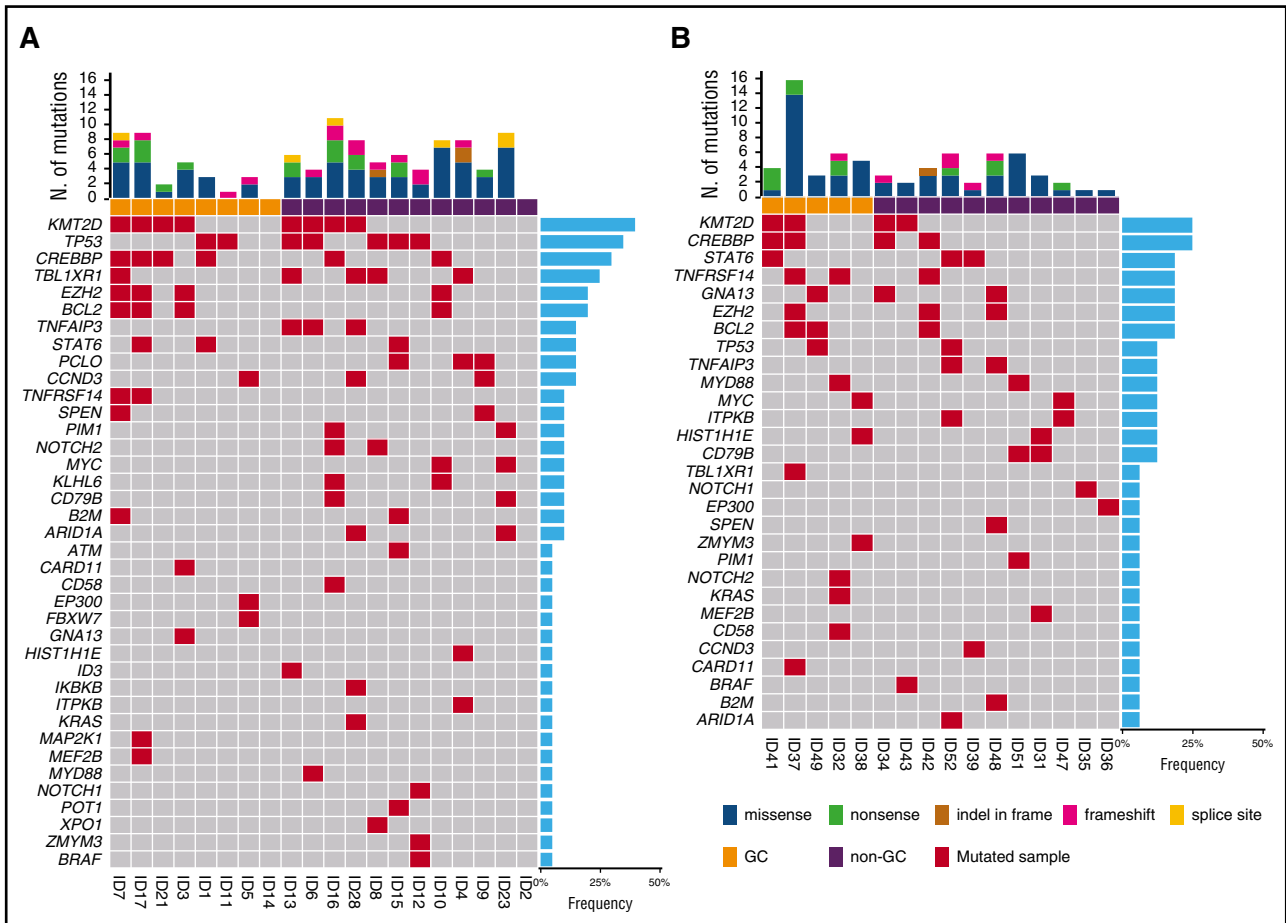 A
N. of mutations
16
14
12
10
8
6
4
2
0
KMT2D
TP53
CREBBP
TBL1XR1
EZH2
BCL2
TNFAIP3
STAT6
PCLO
CCND3
TNFRSF14
SPEN
PIM1
NOTCH2
MYC
KLHL6
CD79B
B2M
ARID1A
ATM
CARD11
CD58
EP300
FBXW7
GNA13
HIST1H1E
ID3
IKBKB
ITPKB
KRAS
MAP2K1
MEF2B
MYD88
NOTCH1
POT1
XPO1
ZMYM3
BRAF
ID7 ID17 ID21 ID3 ID1 ID11 ID5 ID14 ID13 ID6 ID16 ID28 ID8 ID15 ID12 ID4 ID9 ID23 ID2
0% 25% 50%
Frequency
B
N. of mutations
16
14
12
10
8
6
4
2
0
KMT2D
CREBBP
STAT6
TNFRSF14
GNA13
EZH2
BCL2
TP53
TNFAIP3
MYD88
MYC
ITPKB
HIST1H1E
CD79B
TBL1XR1
NOTCH1
EP300
SPEN
ZMYM3
PIM1
NOTCH2
KRAS
MEF2B
CD58
CCND3
CARD11
BRAF
B2M
ARID1A
ID41 ID37 ID49 ID32 ID38 ID34 ID43 ID42 ID52 ID39 ID48 ID51 ID31 ID47 ID35 ID36
0% 25% 50%
Frequency
missense nonsense indel in frame frameshift splice site
GC non-GC Mutated sample